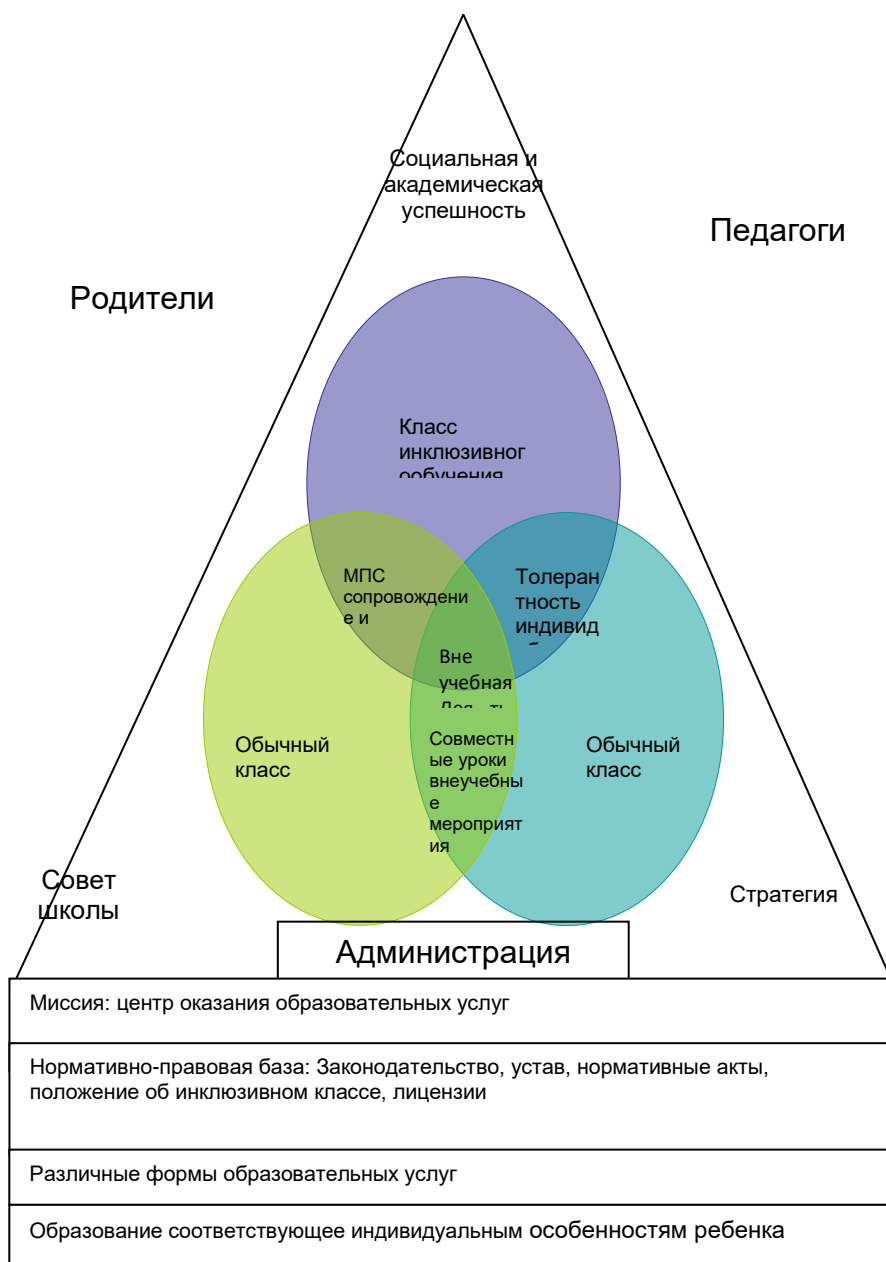 Социальная и
академическая
успешность
Педагоги
Родители
Класс
инклюзивног
ообучения
МПС
сопровождени
е и
Толеран
тность
индивид
Вне
учебная
Обычный
класс
Совместн
ые уроки
внеучебны
е
мероприят
ия
Обычный
класс
Совет
школы
Стратегия
Администрация
Миссия: центр оказания образовательных услуг
Нормативно-правовая база: Законодательство, устав, нормативные акты,
положение об инклюзивном классе, лицензии
Различные формы образовательных услуг
Образование соответствующее индивидуальным особенностям ребенка